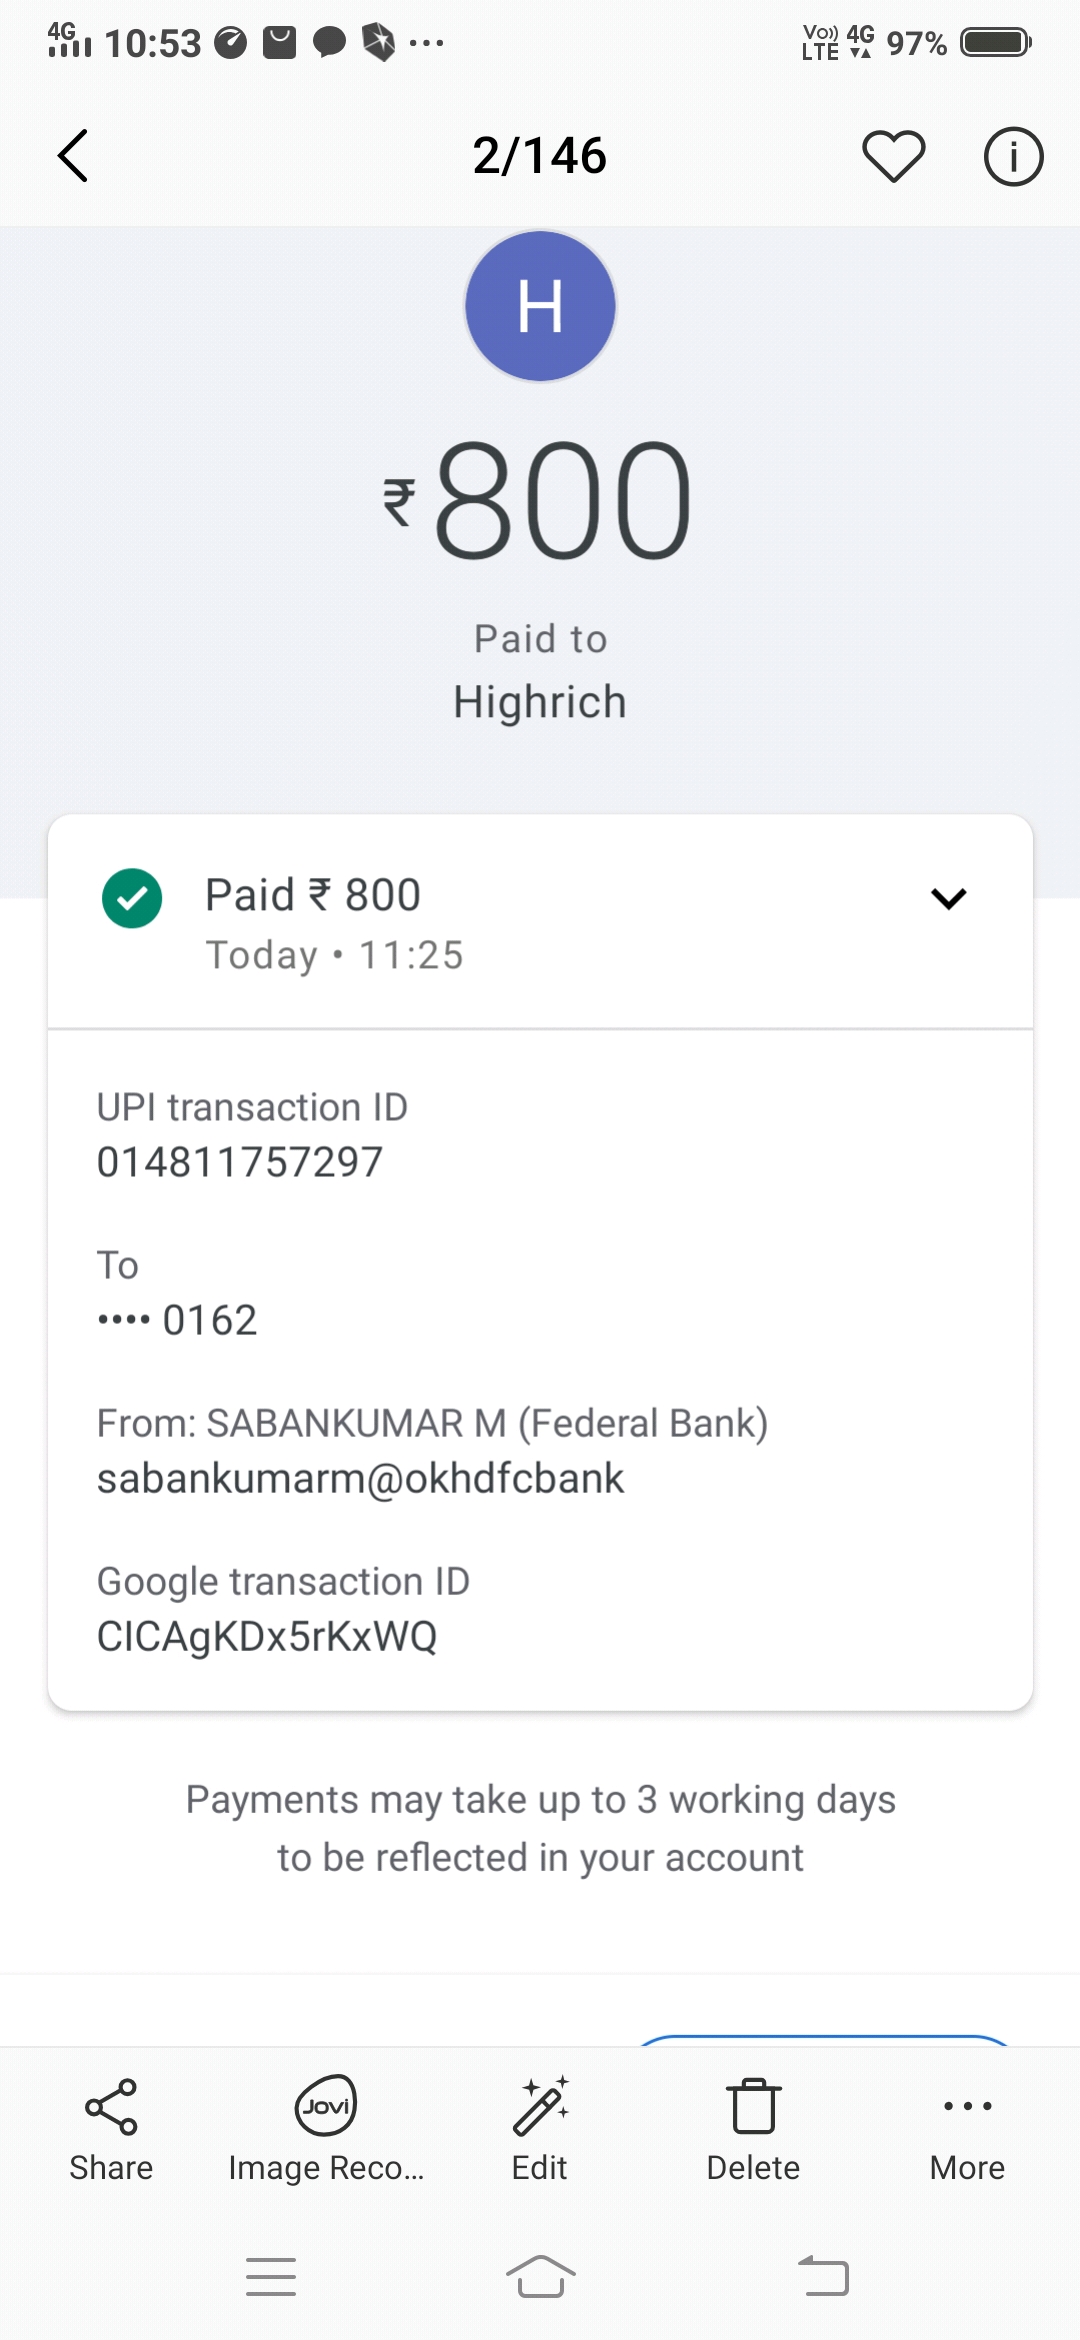 4G 10:53 Vo)) LTE 4G 97%
2/146
H
₹800
Paid to
Highrich
Paid ₹ 800
Today • 11:25
UPI transaction ID
014811757297
To
•••• 0162
From: SABANKUMAR M (Federal Bank)
sabankumarm@okhdfcbank
Google transaction ID
CICAgKDx5rKxWQ
Payments may take up to 3 working days
to be reflected in your account
Jovi
Share Image Reco... Edit Delete More